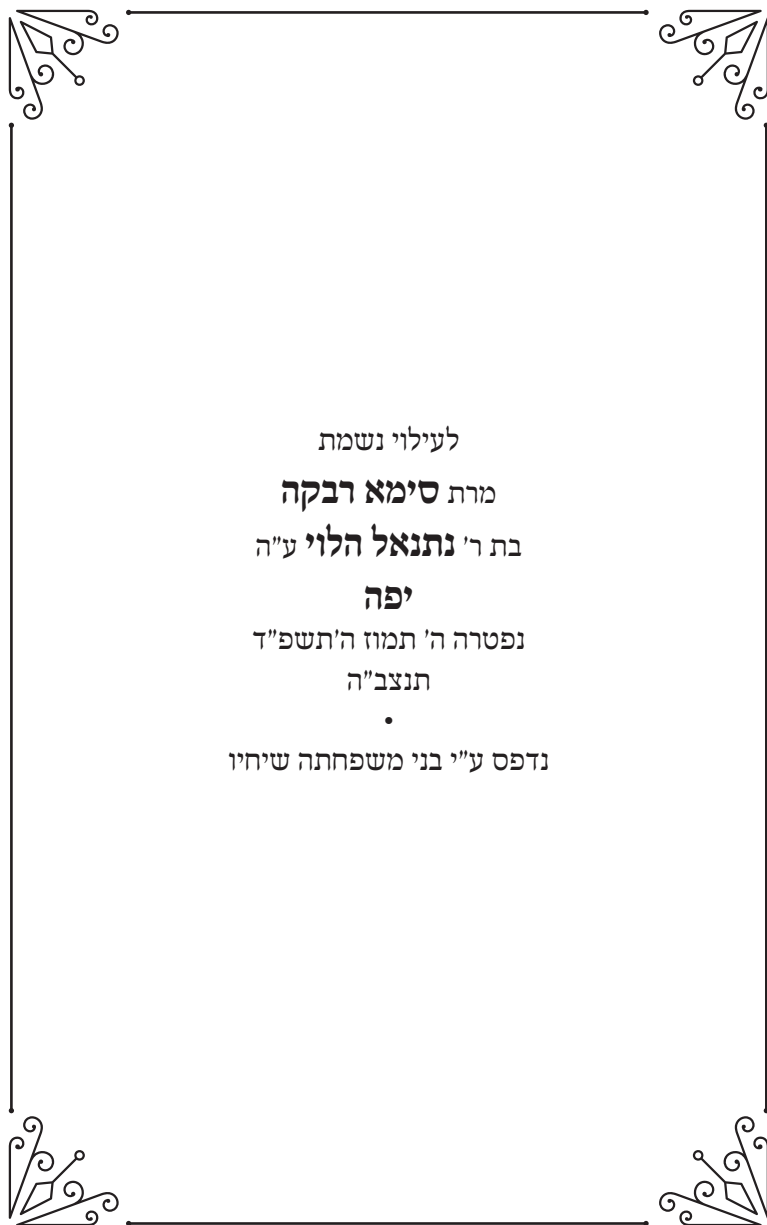 לעילוי נשמת
מרת סימא רבקה
בת ר' נתנאל הלוי ע"ה
יפה
נפטרה ה' תמוז ה'תשפ"ד
תנצב"ה
•
נדפס ע"י בני משפחתה שיחיו